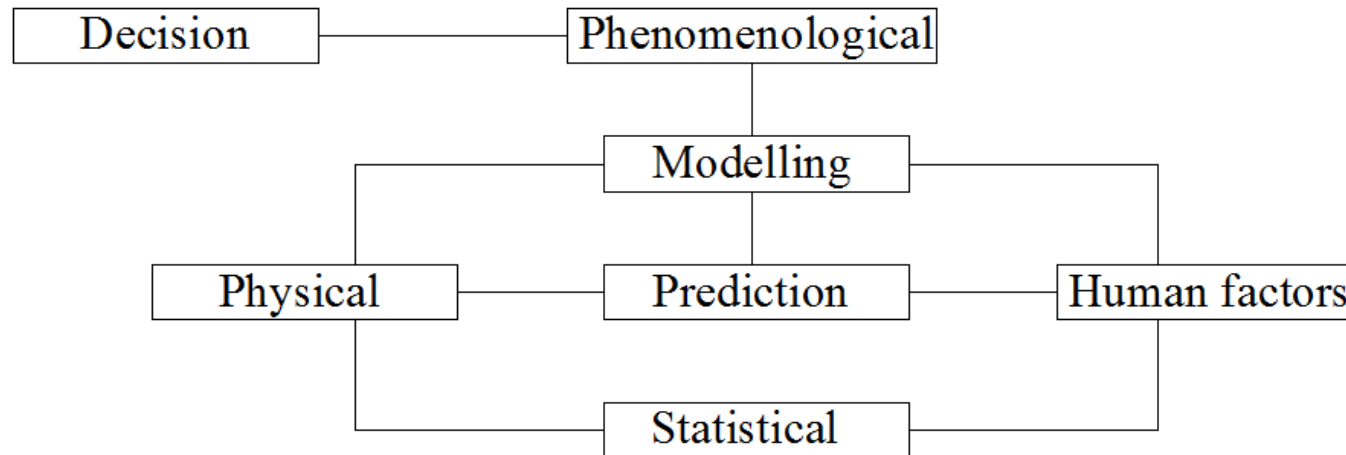 Decision
Phenomenological
Modelling
Physical
Prediction
Human factors
Statistical